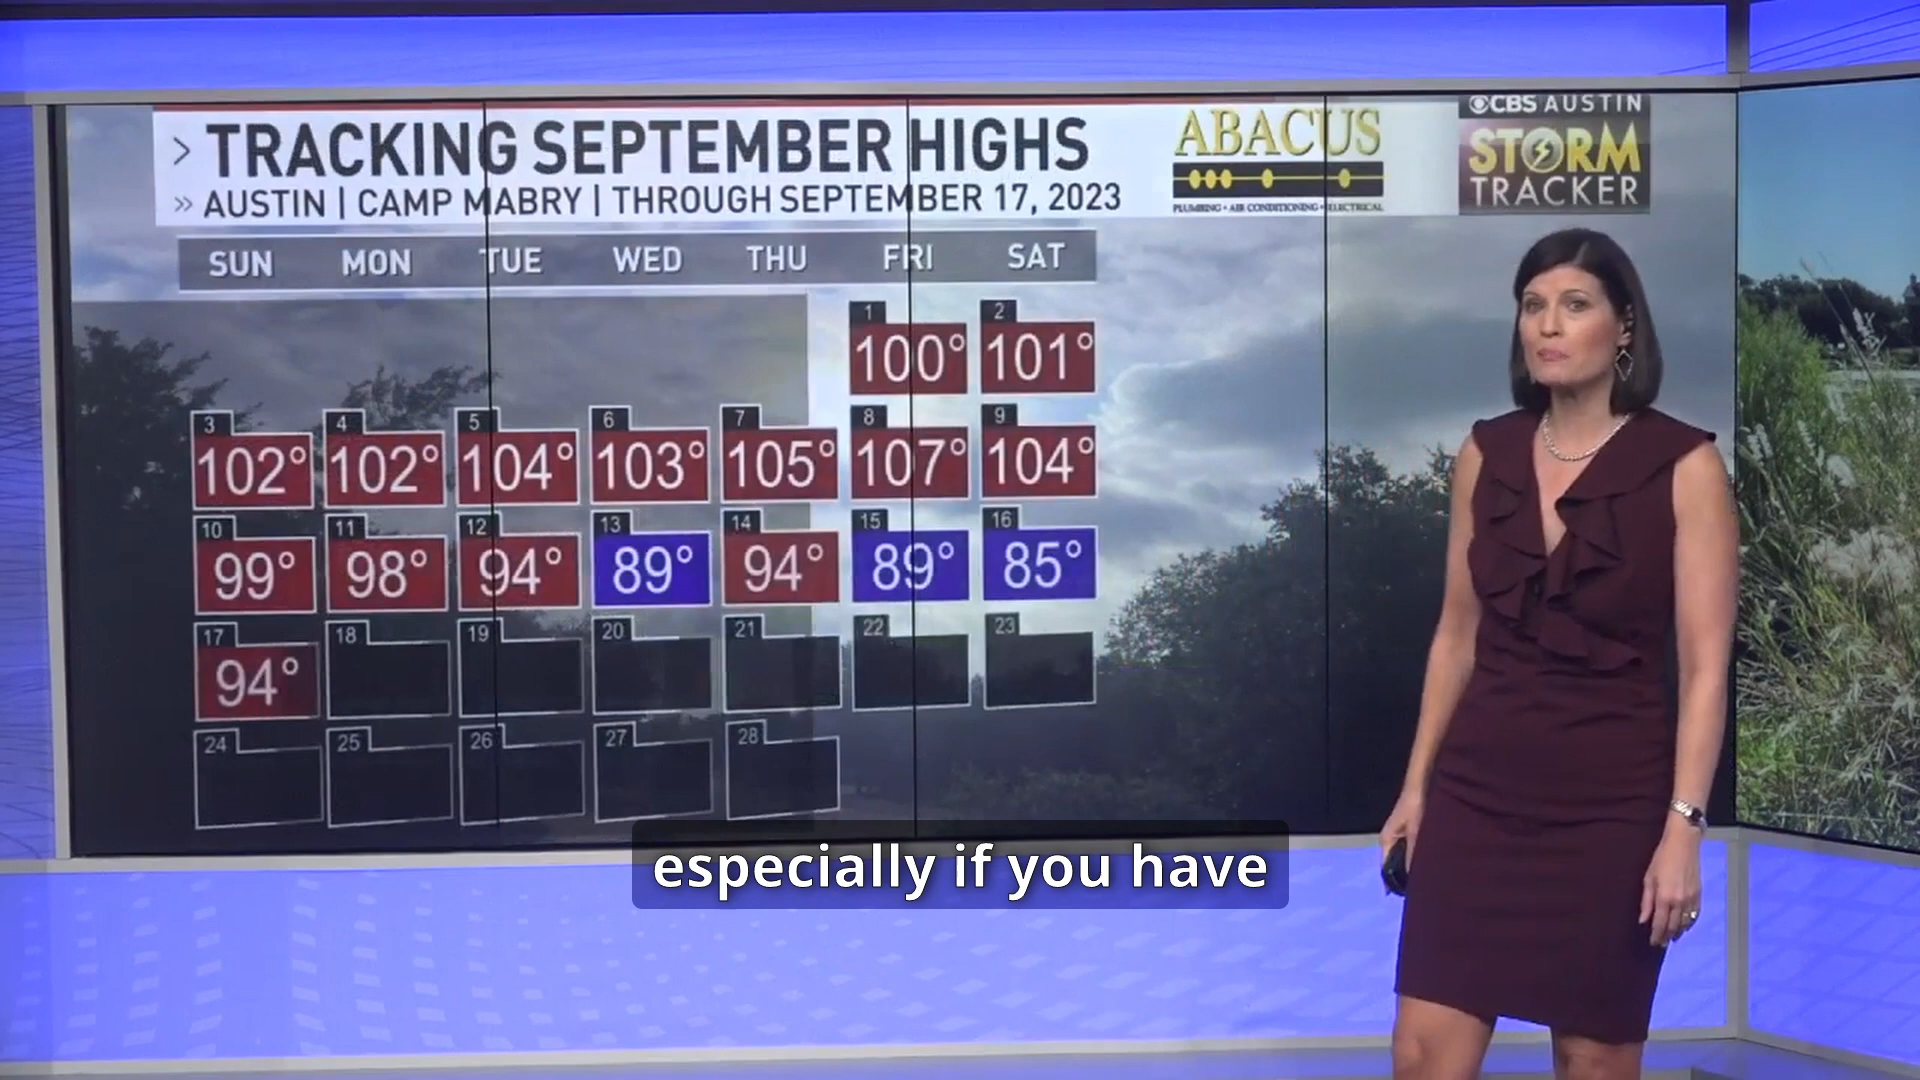 > TRACKING SEPTEMBER HIGHS
>> AUSTIN | CAMP MABRY | THROUGH SEPTEMBER 17, 2023
ABACUS
PLUMBING • AIR CONDITIONING • ELECTRICAL
CBS AUSTIN
STORM
TRACKER
SUN MON TUE WED THU FRI SAT
1 2
100° 101°
3 4 5 6 7 8 9
102° 102° 104° 103° 105° 107° 104°
10 11 12 13 14 15 16
99° 98° 94° 89° 94° 89° 85°
17 18 19 20 21 22 23
94°
24 25 26 27 28
especially if you have